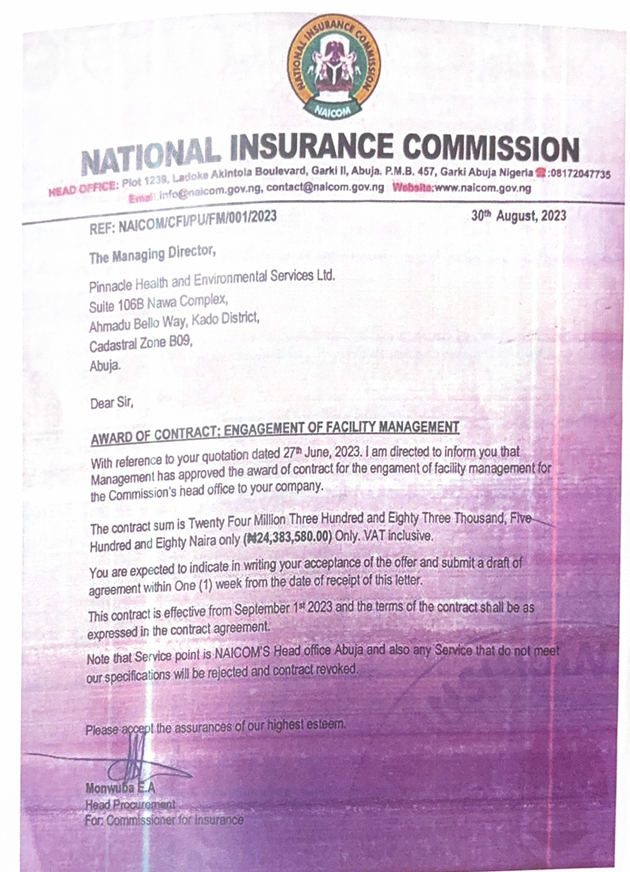 NATIONAL INSURANCE COMMISSION
NAICOM
NATIONAL INSURANCE COMMISSION
HEAD OFFICE: Plot 1239, Ladoke Akintola Boulevard, Garki II, Abuja. P.M.B. 457, Garki Abuja Nigeria ☎:08172047735
Email: info@naicom.gov.ng, contact@naicom.gov.ng Website:www.naicom.gov.ng
REF: NAICOM/CFI/PU/FM/001/2023 30th August, 2023
The Managing Director,
Pinnacle Health and Environmental Services Ltd.
Suite 106B Nawa Complex,
Ahmadu Bello Way, Kado District,
Cadastral Zone B09,
Abuja.
Dear Sir,
AWARD OF CONTRACT: ENGAGEMENT OF FACILITY MANAGEMENT
With reference to your quotation dated 27th June, 2023. I am directed to inform you that
Management has approved the award of contract for the engament of facility management for
the Commission's head office to your company.
The contract sum is Twenty Four Million Three Hundred and Eighty Three Thousand, Five
Hundred and Eighty Naira only (₦24,383,580.00) Only. VAT inclusive.
You are expected to indicate in writing your acceptance of the offer and submit a draft of
agreement within One (1) week from the date of receipt of this letter.
This contract is effective from September 1st 2023 and the terms of the contract shall be as
expressed in the contract agreement.
Note that Service point is NAICOM'S Head office Abuja and also any Service that do not meet
our specifications will be rejected and contract revoked.
Please accept the assurances of our highest esteem.
Monwuba E.A
Head Procurement
For: Commissioner for Insurance